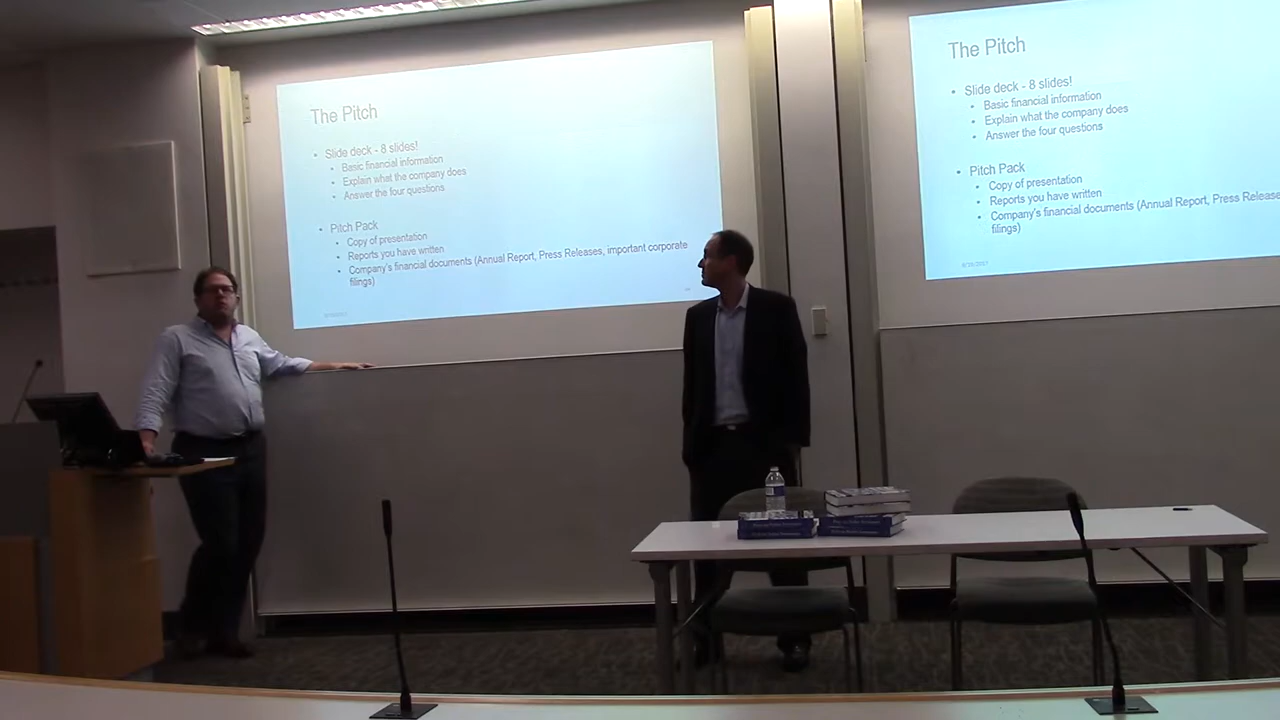 The Pitch
• Slide deck - 8 slides!
• Basic financial information
• Explain what the company does
• Answer the four questions
• Pitch Pack
• Copy of presentation
• Reports you have written
• Company's financial documents (Annual Report, Press Releases, important corporate
filings)
The Pitch
• Slide deck - 8 slides!
• Basic financial information
• Explain what the company does
• Answer the four questions
• Pitch Pack
• Copy of presentation
• Reports you have written
• Company's financial documents (Annual Report, Press Release
filings)